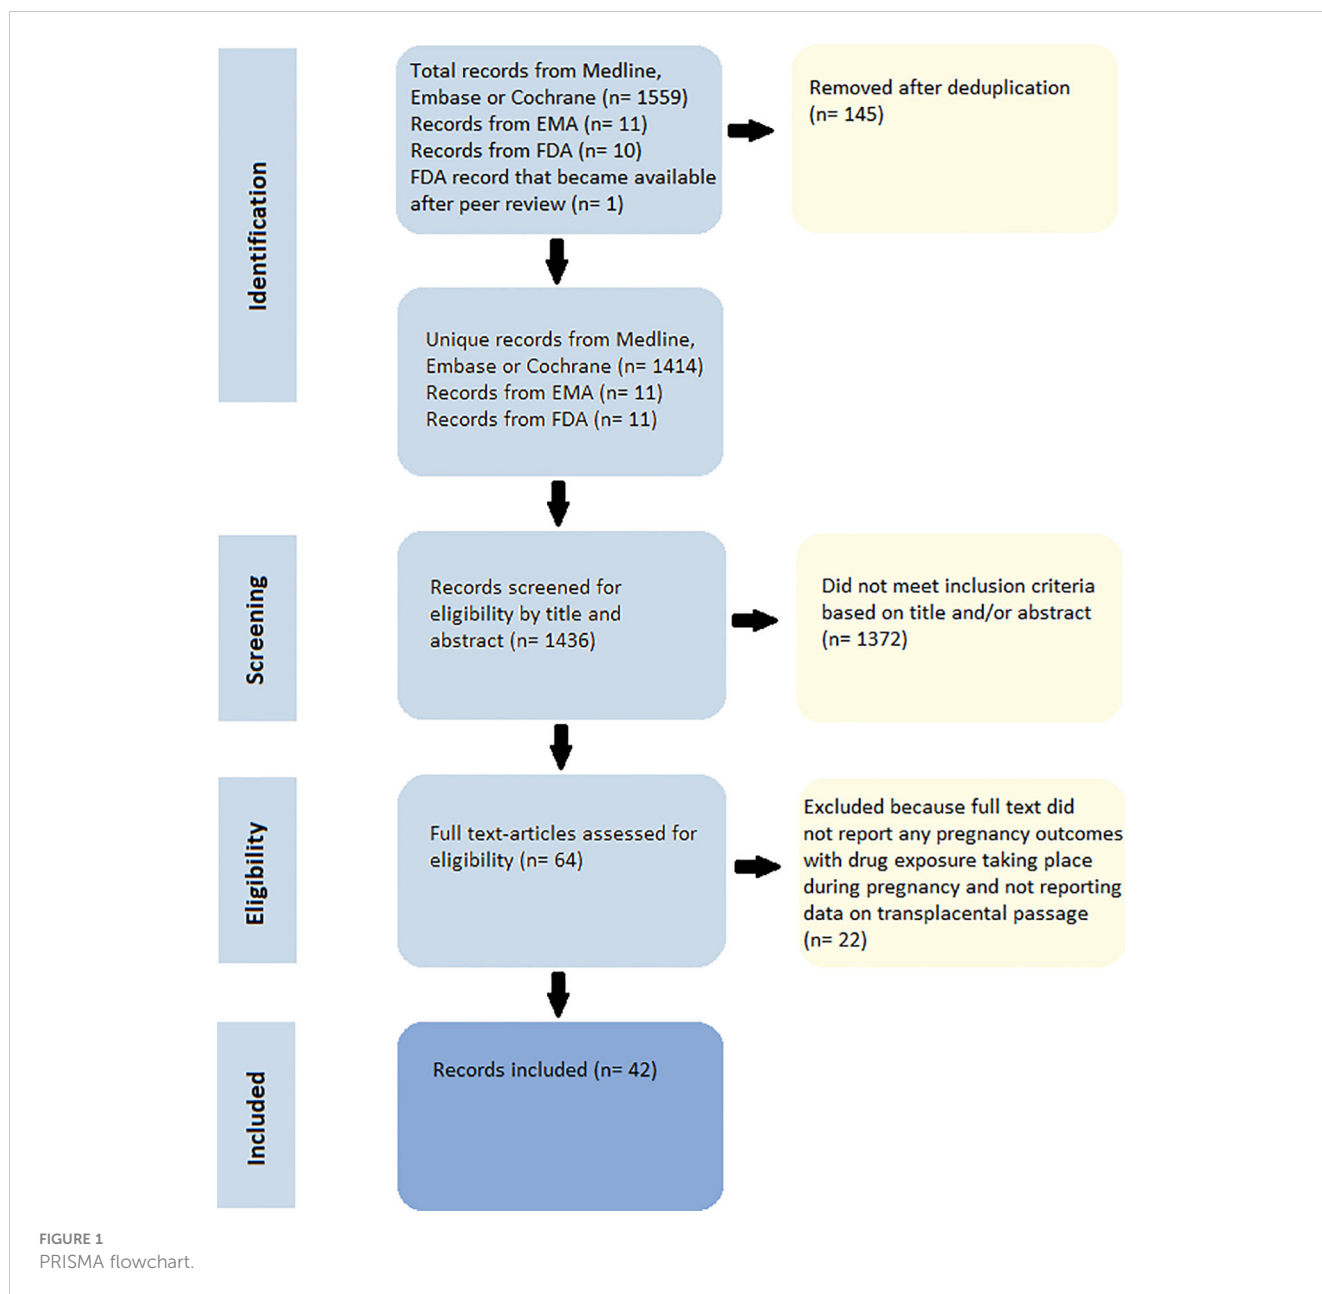 Identification
Total records from Medline,
Embase or Cochrane (n= 1559)
Records from EMA (n= 11)
Records from FDA (n= 10)
FDA record that became available
after peer review (n= 1)
Removed after deduplication
(n= 145)
Unique records from Medline,
Embase or Cochrane (n= 1414)
Records from EMA (n= 11)
Records from FDA (n= 11)
Screening
Records screened for
eligibility by title and
abstract (n= 1436)
Did not meet inclusion criteria
based on title and/or abstract
(n= 1372)
Eligibility
Full text-articles assessed for
eligibility (n= 64)
Excluded because full text did
not report any pregnancy outcomes
with drug exposure taking place
during pregnancy and not reporting
data on transplacental passage
(n= 22)
Included
Records included (n= 42)
FIGURE 1
PRISMA flowchart.